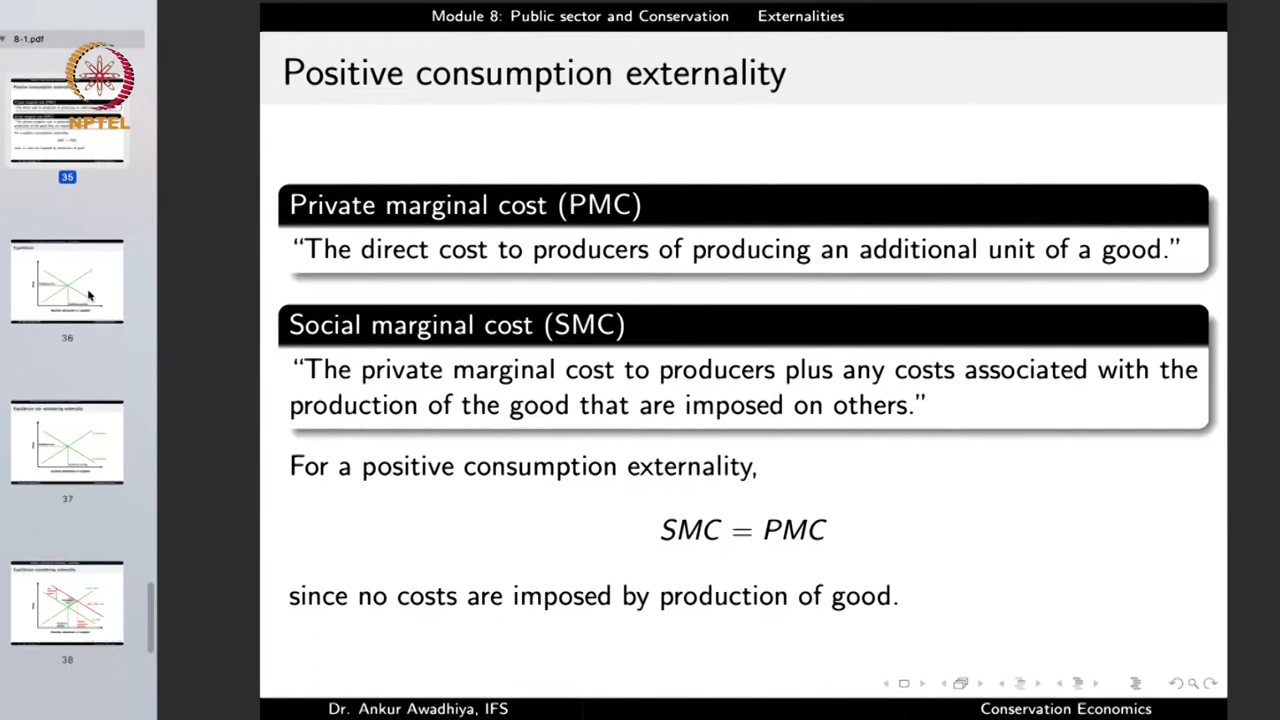 Module 8: Public sector and Conservation Externalities
8-1.pdf
NPTEL
35
36
37
38
Positive consumption externality
Private marginal cost (PMC)
“The direct cost to producers of producing an additional unit of a good.”
Social marginal cost (SMC)
“The private marginal cost to producers plus any costs associated with the
production of the good that are imposed on others.”
For a positive consumption externality,
SMC = PMC
since no costs are imposed by production of good.
Dr. Ankur Awadhiya, IFS Conservation Economics